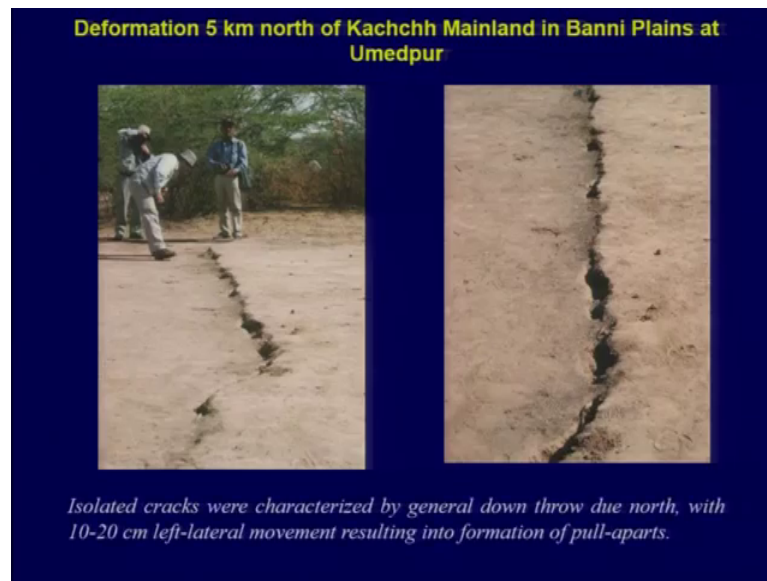 Deformation 5 km north of Kachchh Mainland in Banni Plains at
Umedpur
Isolated cracks were characterized by general down throw due north, with
10-20 cm left-lateral movement resulting into formation of pull-aparts.